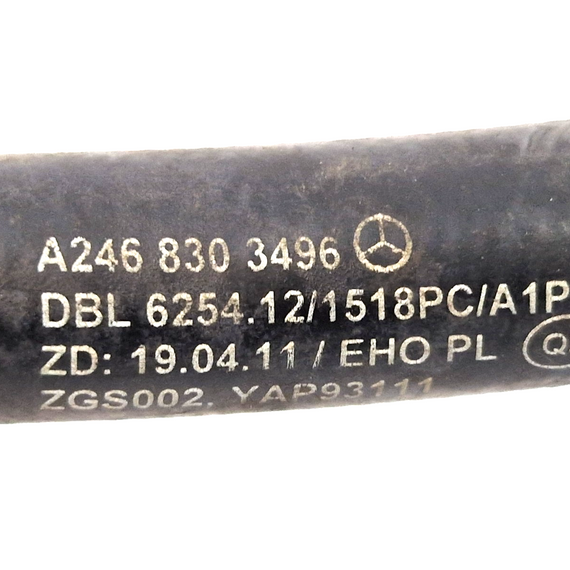 A246 830 3496
DBL 6254.12/1518PC/A1P
ZD: 19.04.11 / EHO PL Q
ZGS002. YAP93111